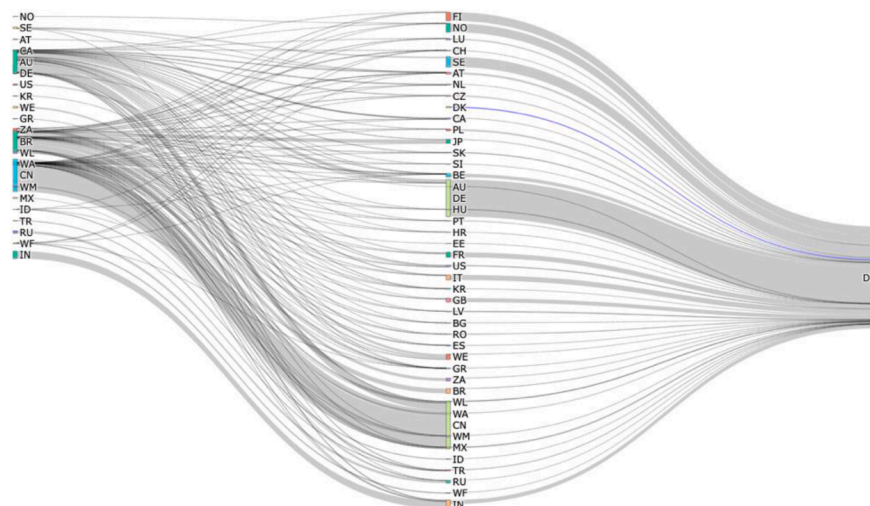 NO
SE
AT
CA
AU
DE
US
KR
WE
GR
ZA
BR
WL
WA
CN
WM
MX
ID
TR
RU
WF
IN
FI
NO
LU
CH
SE
AT
NL
CZ
DK
CA
PL
JP
SK
SI
BE
AU
DE
HU
PT
HR
EE
FR
US
IT
KR
GB
LV
BG
RO
ES
WE
GR
ZA
BR
WL
WA
CN
WM
MX
ID
TR
RU
WF
IN
D